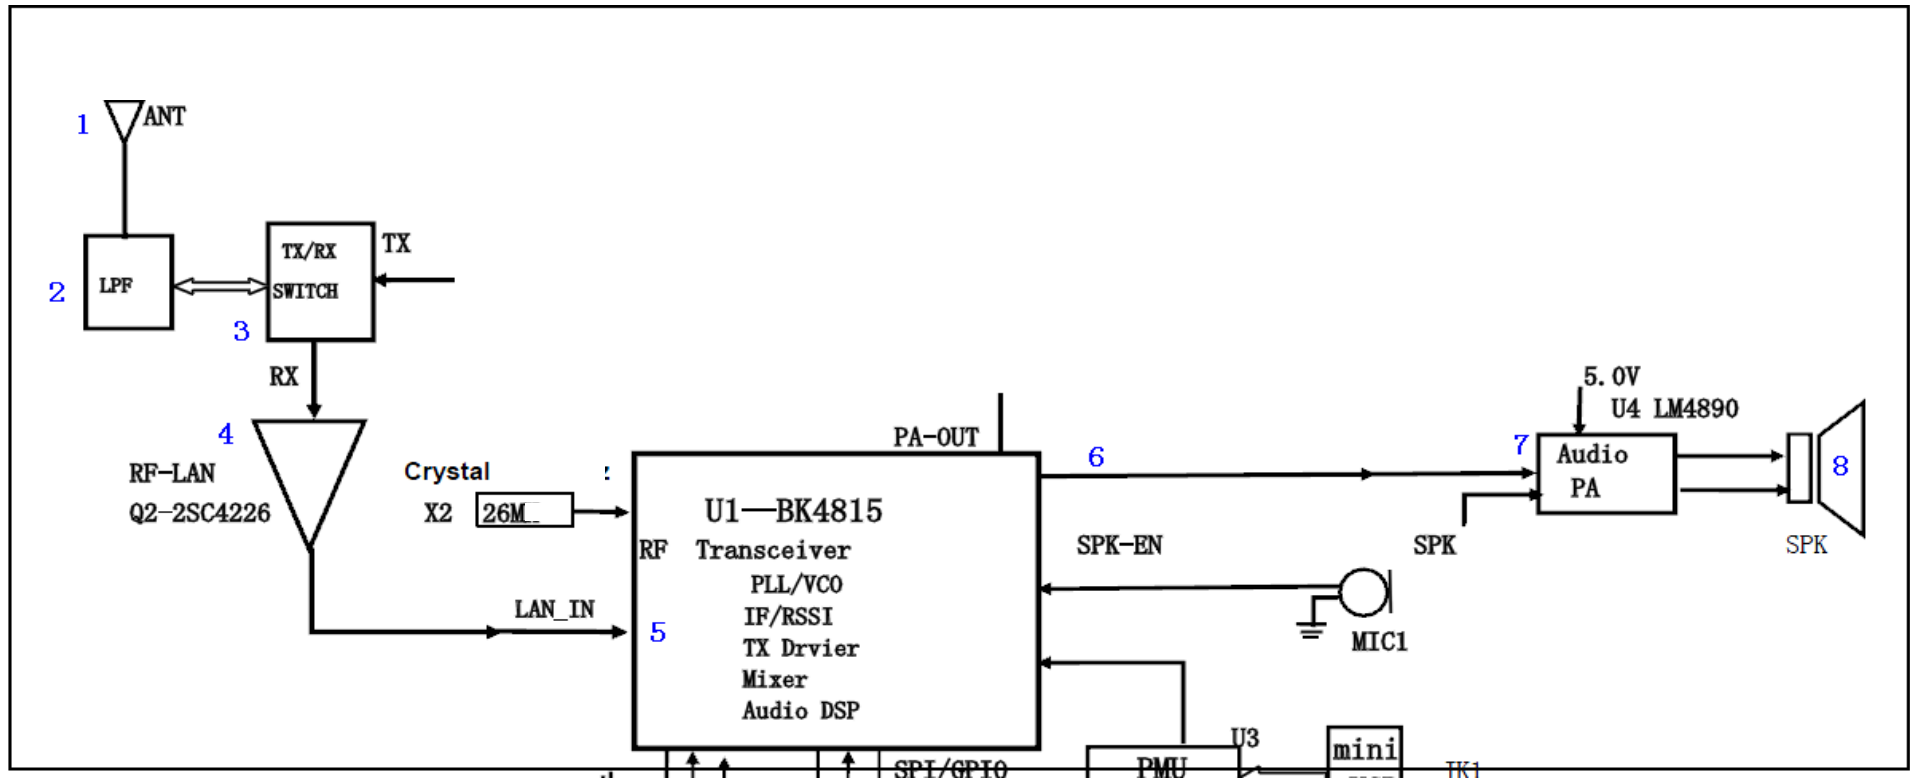 1
ANT
TX
TX/RX
SWITCH
LPF
2
3
RX
5.0V
U4 LM4890
4
PA-OUT
6
7
Audio
PA
8
RF-LAN
Q2-2SC4226
Crystal
X2
26M
U1—BK4815
RF Transceiver
PLL/VCO
IF/RSSI
TX Drvier
Mixer
Audio DSP
SPK-EN
SPK
SPK
LAN_IN
5
MIC1
U3
mini
SPI/GPIO
PMU
JK1